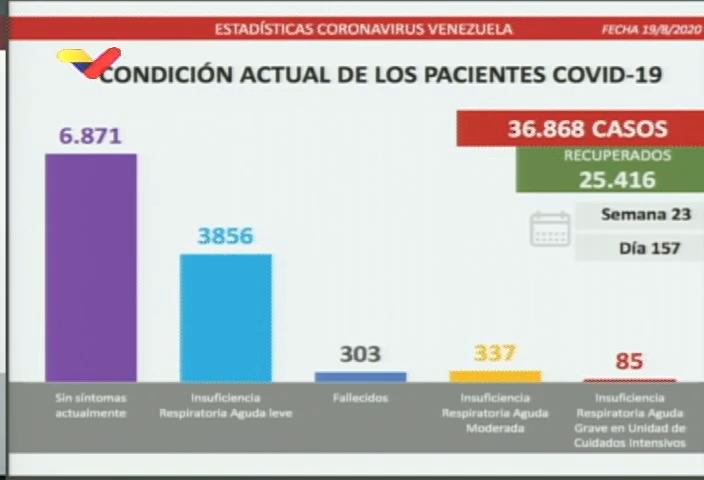 ESTADÍSTICAS CORONAVIRUS VENEZUELA
FECHA 19/8/2020
CONDICIÓN ACTUAL DE LOS PACIENTES COVID-19
36.868 CASOS
RECUPERADOS
25.416
Semana 23
Día 157
6.871
3856
303
337
85
Sin síntomas
actualmente
Insuficiencia
Respiratoria Aguda leve
Fallecidos
Insuficiencia
Respiratoria Aguda
Moderada
Insuficiencia
Respiratoria Aguda
Grave en Unidad de
Cuidados Intensivos